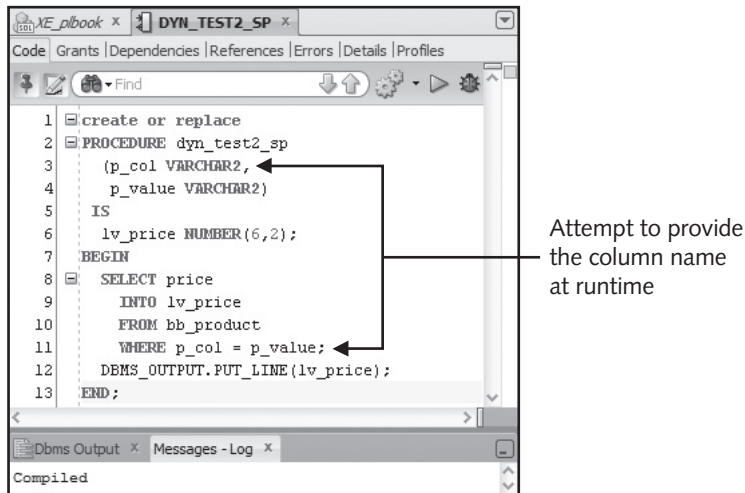 XE_plbook x DYN_TEST2_SP x
Code Grants | Dependencies | References | Errors | Details | Profiles
Find
1 create or replace
2 PROCEDURE dyn_test2_sp
3 (p_col VARCHAR2,
4 p_value VARCHAR2)
5 IS
6 lv_price NUMBER(6,2);
7 BEGIN
8 SELECT price
9 INTO lv_price
10 FROM bb_product
11 WHERE p_col = p_value;
12 DBMS_OUTPUT.PUT_LINE(lv_price);
13 END;
Attempt to provide
the column name
at runtime
Dbms Output x Messages - Log x
Compiled